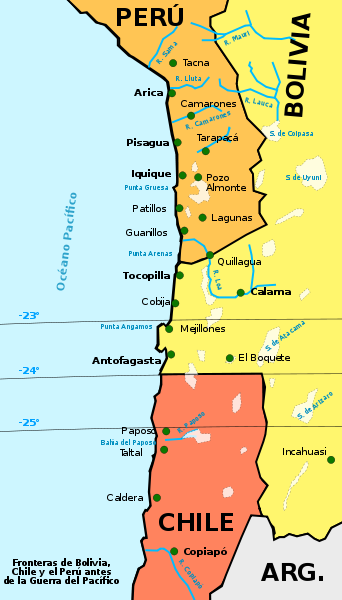 PERÚ
BOLIVIA
R. Mauri
R. Sama
Tacna
R. Lluta
Arica
R. Lauca
Camarones
R. Camarones
S. de Coipasa
Pisagua
Tarapacá
Iquique
Punta Gruesa
Pozo
Almonte
S de Uyuni
Océano Pacífico
Patillos
Lagunas
Guanillos
Punta Arenas
Quillagua
Tocopilla
R. Loa
Calama
Cobija
-23°
Punta Angamos
Mejillones
S. de Atacama
Antofagasta
El Boquete
-24°
S. de Arizaro
-25°
Paposo
R. Paposo
Bahía del Paposo
Taltal
Incahuasi
Caldera
CHILE
Copiapó
R. Copiapó
ARG.
Fronteras de Bolivia,
Chile y el Perú antes
de la Guerra del Pacífico